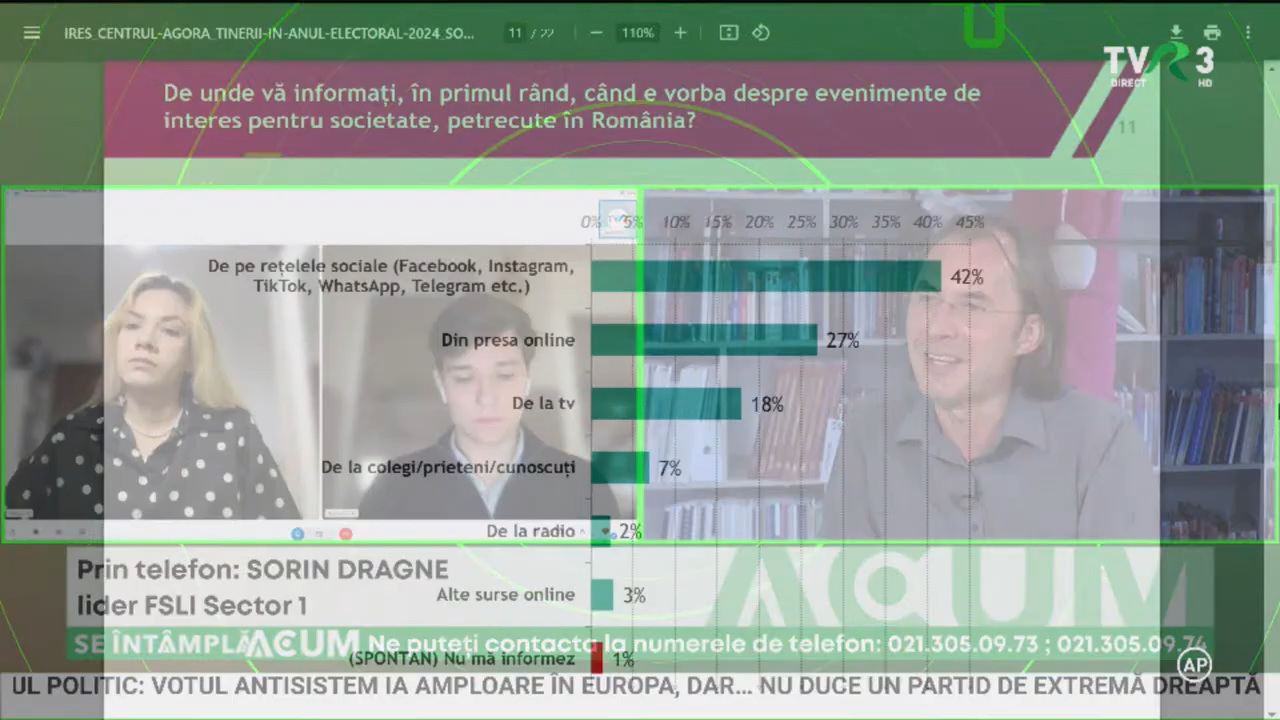 IRES_CENTRUL-AGORA_TINERII-IN-ANUL-ELECTORAL-2024_SO...
11 / 22
110%
TVR 3
DIRECT
HD
De unde vă informați, în primul rând, când e vorba despre evenimente de
interes pentru societate, petrecute în România?
11
0% 5% 10% 15% 20% 25% 30% 35% 40% 45%
De pe rețelele sociale (Facebook, Instagram,
TikTok, WhatsApp, Telegram etc.)
42%
Din presa online
27%
De la tv
18%
De la colegi/prieteni/cunoscuți
7%
De la radio
2%
Alte surse online
3%
(SPONTAN) Nu mă informez
1%
Prin telefon: SORIN DRAGNE
lider FSLI Sector 1
ACUM
SE ÎNTÂMPLĂ ACUM Ne puteți contacta la numerele de telefon: 021.305.09.73 ; 021.305.09.74
AP
UL POLITIC: VOTUL ANTISISTEM IA AMPLOARE ÎN EUROPA, DAR... NU DUCE UN PARTID DE EXTREMĂ DREAPTĂ